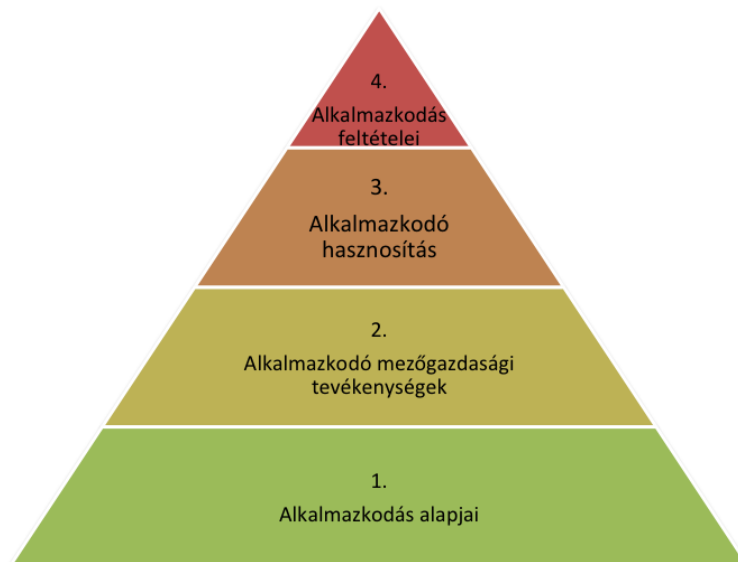 4.
Alkalmazkodás
feltételei
3.
Alkalmazkodó
hasznosítás
2.
Alkalmazkodó mezőgazdasági
tevékenységek
1.
Alkalmazkodás alapjai